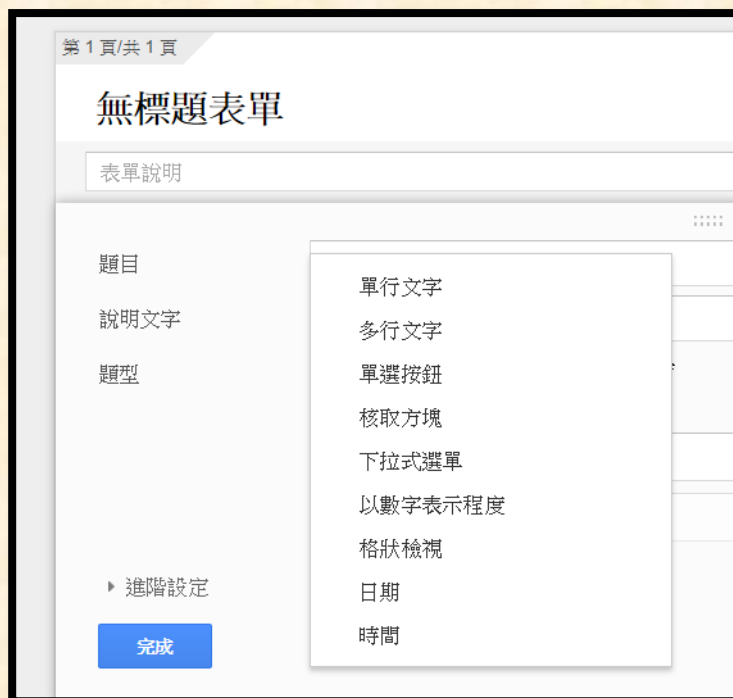 第 1 頁/共 1 頁
無標題表單
表單說明
題目
說明文字
題型
單行文字
多行文字
單選按鈕
核取方塊
下拉式選單
以數字表示程度
格狀檢視
日期
時間
進階設定
完成